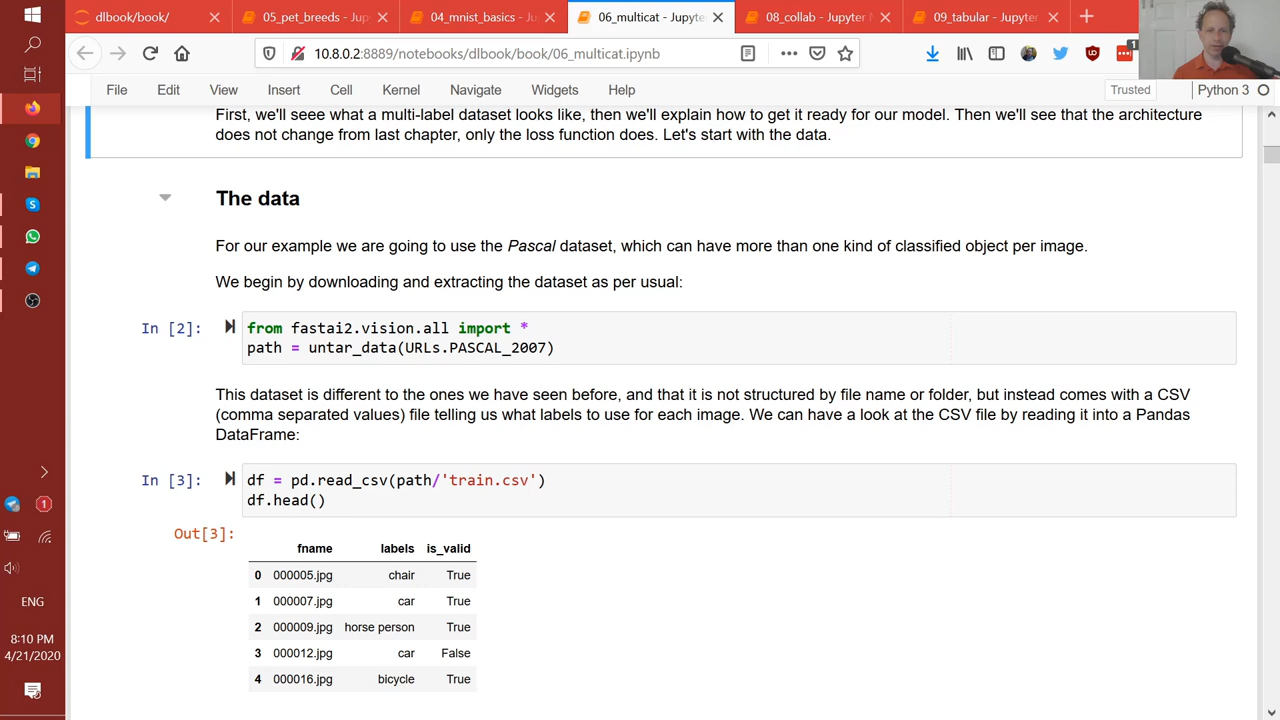 dlbook/book/
05_pet_breeds - Jupyte
04_mnist_basics - Jupyt
06_multicat - Jupyte
08_collab - Jupyter N
09_tabular - Jupyte
10.8.0.2:8889/notebooks/dlbook/book/06_multicat.ipynb
1
File Edit View Insert Cell Kernel Navigate Widgets Help
Trusted
Python 3
First, we'll seee what a multi-label dataset looks like, then we'll explain how to get it ready for our model. Then we'll see that the architecture
does not change from last chapter, only the loss function does. Let's start with the data.
The data
For our example we are going to use the Pascal dataset, which can have more than one kind of classified object per image.
We begin by downloading and extracting the dataset as per usual:
In [2]:
from fastai2.vision.all import *
path = untar_data(URLs.PASCAL_2007)
This dataset is different to the ones we have seen before, and that it is not structured by file name or folder, but instead comes with a CSV
(comma separated values) file telling us what labels to use for each image. We can have a look at the CSV file by reading it into a Pandas
DataFrame:
In [3]:
df = pd.read_csv(path/'train.csv')
df.head()
Out[3]:
fname labels is_valid
0 000005.jpg chair True
1 000007.jpg car True
2 000009.jpg horse person True
3 000012.jpg car False
4 000016.jpg bicycle True
1
ENG
8:10 PM
4/21/2020